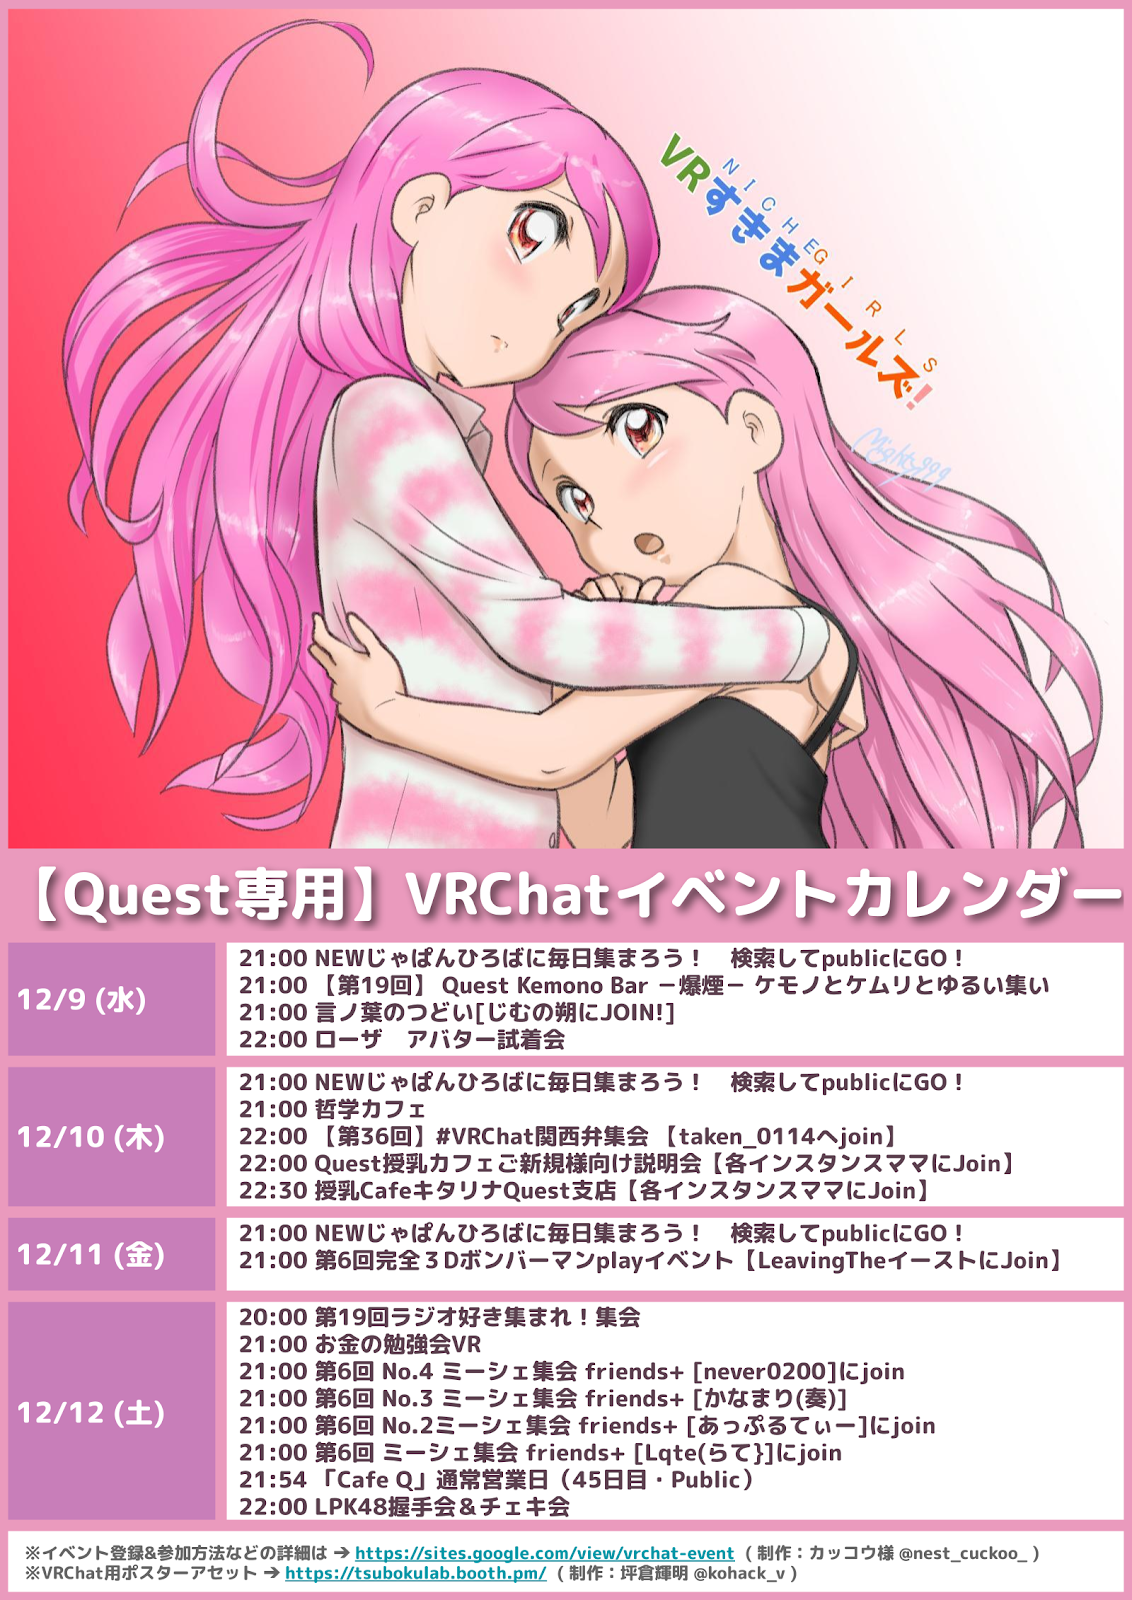 NICHE GIRLS
VRすきまガールズ!
Mighty999
【Quest専用】VRChatイベントカレンダー
12/9 (水)
21:00 NEWじゃぱんひろばに毎日集まろう！　検索してpublicにGO！
21:00 【第19回】 Quest Kemono Bar －爆煙－ ケモノとケムリとゆるい集い
21:00 言ノ葉のつどい[じむの朔にJOIN!]
22:00 ローザ　アバター試着会
12/10 (木)
21:00 NEWじゃぱんひろばに毎日集まろう！　検索してpublicにGO！
21:00 哲学カフェ
22:00 【第36回】#VRChat関西弁集会 【taken_0114へjoin】
22:00 Quest授乳カフェご新規様向け説明会【各インスタンスママにJoin】
22:30 授乳CafeキタリナQuest支店【各インスタンスママにJoin】
12/11 (金)
21:00 NEWじゃぱんひろばに毎日集まろう！　検索してpublicにGO！
21:00 第6回完全３Dボンバーマンplayイベント【LeavingTheイーストにJoin】
12/12 (土)
20:00 第19回ラジオ好き集まれ！集会
21:00 お金の勉強会VR
21:00 第6回 No.4 ミーシェ集会 friends+ [never0200]にjoin
21:00 第6回 No.3 ミーシェ集会 friends+ [かなまり(奏)]
21:00 第6回 No.2ミーシェ集会 friends+ [あっぷるてぃー]にjoin
21:00 第6回 ミーシェ集会 friends+ [Lqte(らて}]にjoin
21:54 「Cafe Q」通常営業日（45日目・Public）
22:00 LPK48握手会＆チェキ会
※イベント登録&参加方法などの詳細は ➔ https://sites.google.com/view/vrchat-event ( 制作：カッコウ様 @nest_cuckoo_ )
※VRChat用ポスターアセット ➔ https://tsubokulab.booth.pm/ ( 制作：坪倉輝明 @kohack_v )